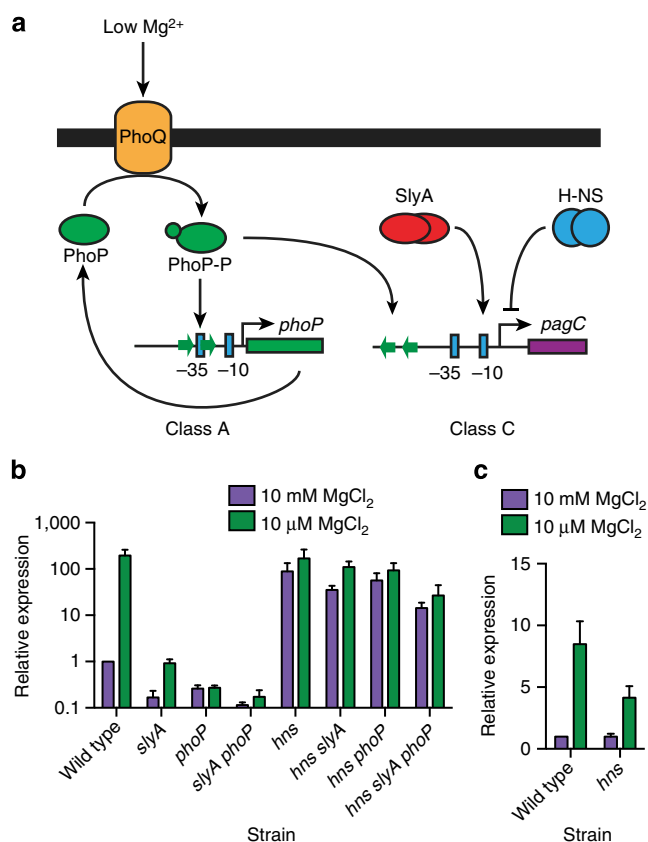 a
Low Mg²⁺
PhoQ
PhoP
PhoP-P
SlyA
H-NS
phoP
pagC
–35
–10
–35
–10
Class A
Class C
b
10 mM MgCl₂
10 μM MgCl₂
Relative expression
1,000
100
10
1
0.1
Wild type
slyA
phoP
slyA phoP
hns
hns slyA
hns phoP
hns slyA phoP
Strain
c
10 mM MgCl₂
10 μM MgCl₂
Relative expression
15
10
5
0
Wild type
hns
Strain